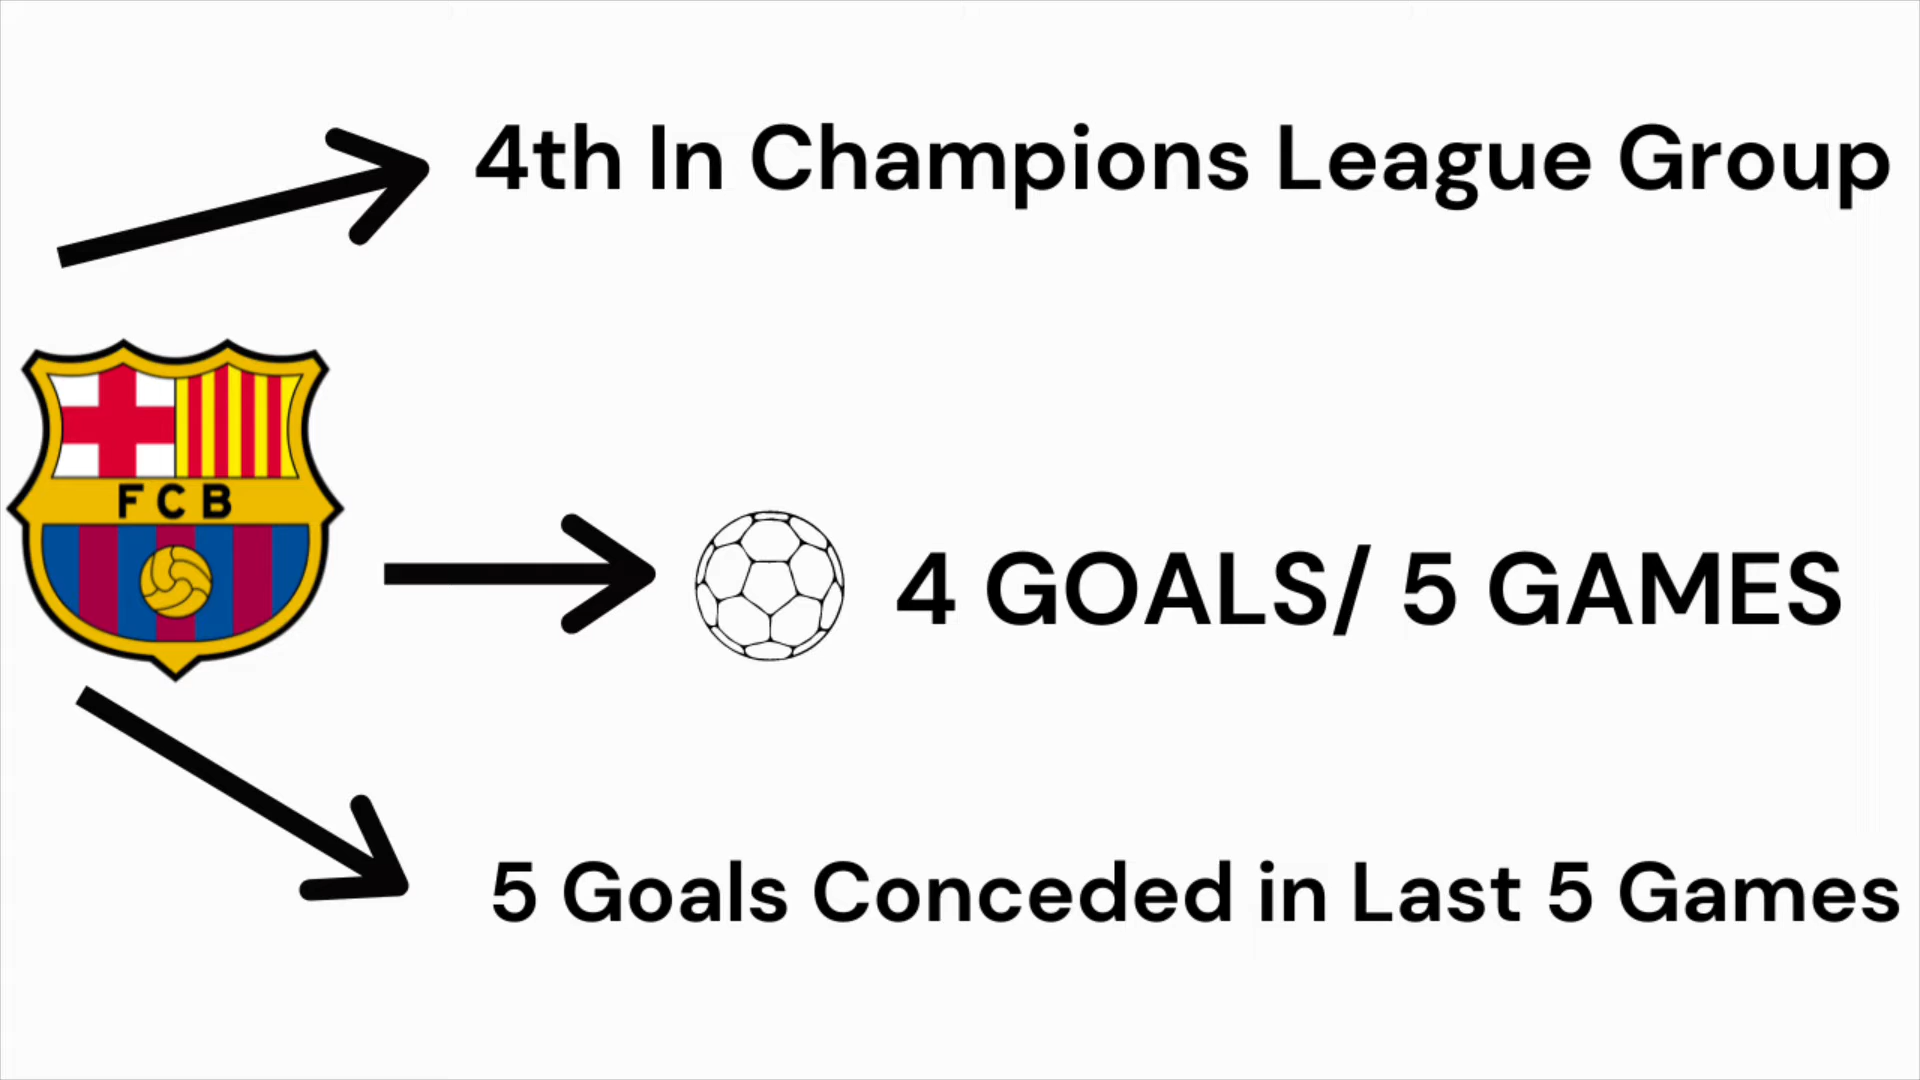 4th In Champions League Group
FCB
4 GOALS/ 5 GAMES
5 Goals Conceded in Last 5 Games